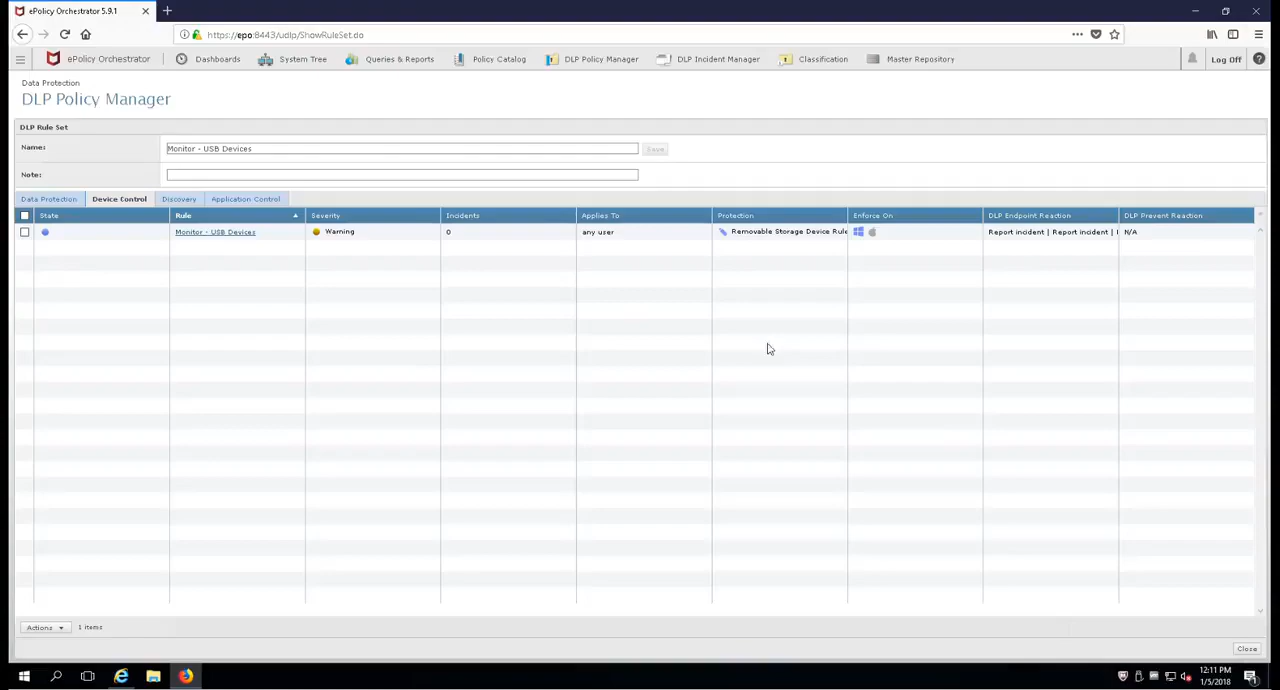 ePolicy Orchestrator 5.9.1
https://epo:8443/udlp/ShowRuleSet.do
ePolicy Orchestrator
Dashboards
System Tree
Queries & Reports
Policy Catalog
DLP Policy Manager
DLP Incident Manager
Classification
Master Repository
Log Off
Data Protection
DLP Policy Manager
DLP Rule Set
Name:
Monitor - USB Devices
Save
Note:
Data Protection
Device Control
Discovery
Application Control
State
Rule
Severity
Incidents
Applies To
Protection
Enforce On
DLP Endpoint Reaction
DLP Prevent Reaction
Monitor - USB Devices
Warning
0
any user
Removable Storage Device Rule
Report incident | Report incident |
N/A
Actions
1 items
Close
12:11 PM
1/5/2018